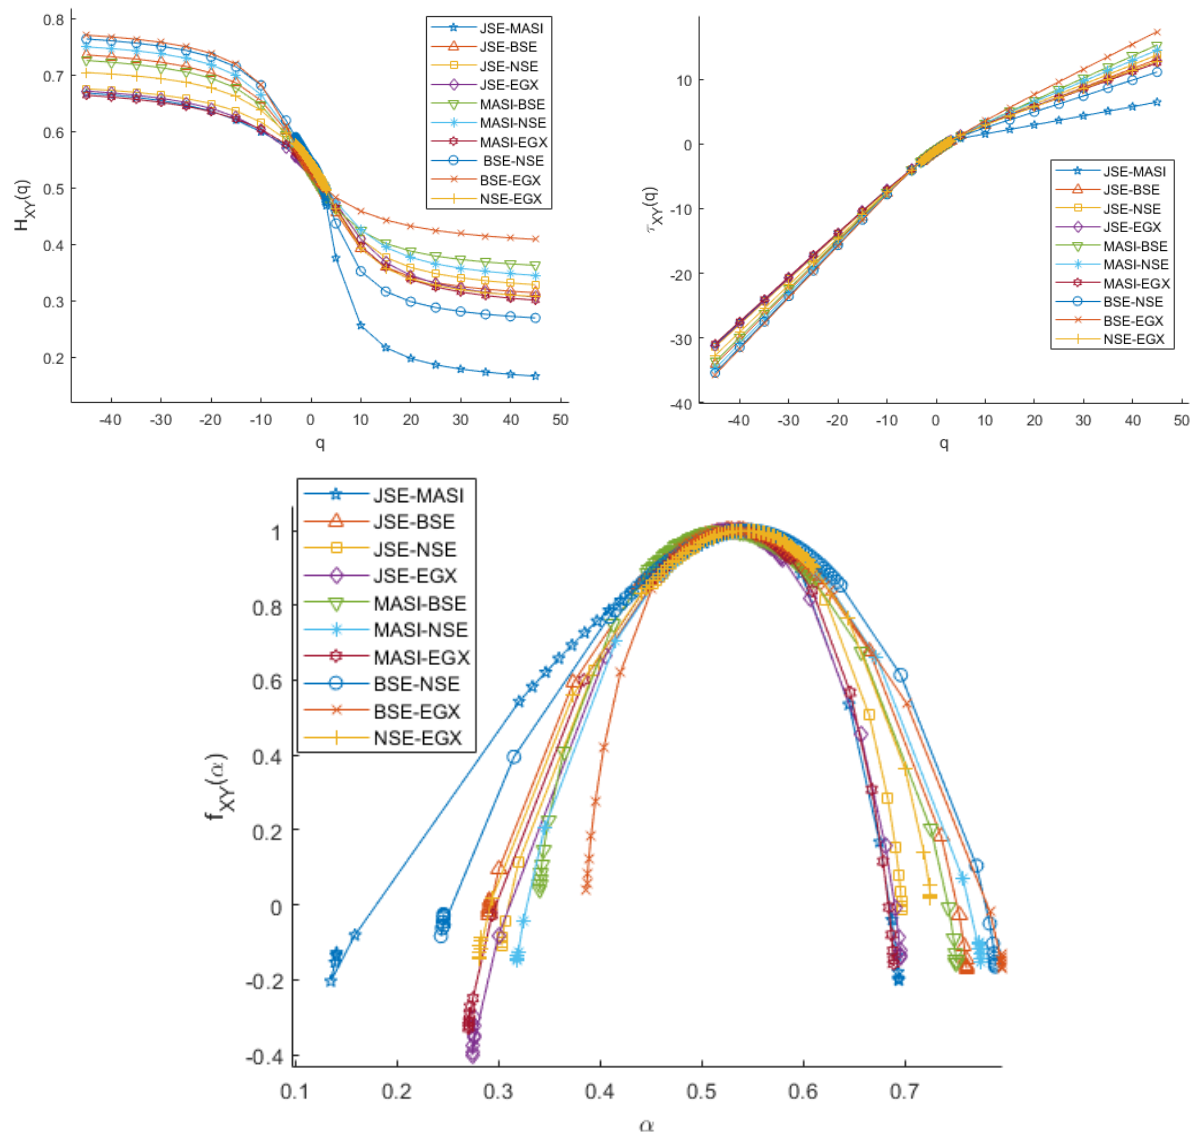 0.8
0.7
0.6
0.5
0.4
0.3
0.2
H_XY(q)
-40 -30 -20 -10 0 10 20 30 40 50
q
JSE-MASI
JSE-BSE
JSE-NSE
JSE-EGX
MASI-BSE
MASI-NSE
MASI-EGX
BSE-NSE
BSE-EGX
NSE-EGX
10
0
-10
-20
-30
-40
τ_XY(q)
-40 -30 -20 -10 0 10 20 30 40 50
q
JSE-MASI
JSE-BSE
JSE-NSE
JSE-EGX
MASI-BSE
MASI-NSE
MASI-EGX
BSE-NSE
BSE-EGX
NSE-EGX
JSE-MASI
JSE-BSE
JSE-NSE
JSE-EGX
MASI-BSE
MASI-NSE
MASI-EGX
BSE-NSE
BSE-EGX
NSE-EGX
1
0.8
0.6
0.4
0.2
0
-0.2
-0.4
f_XY(α)
0.1 0.2 0.3 0.4 0.5 0.6 0.7
α